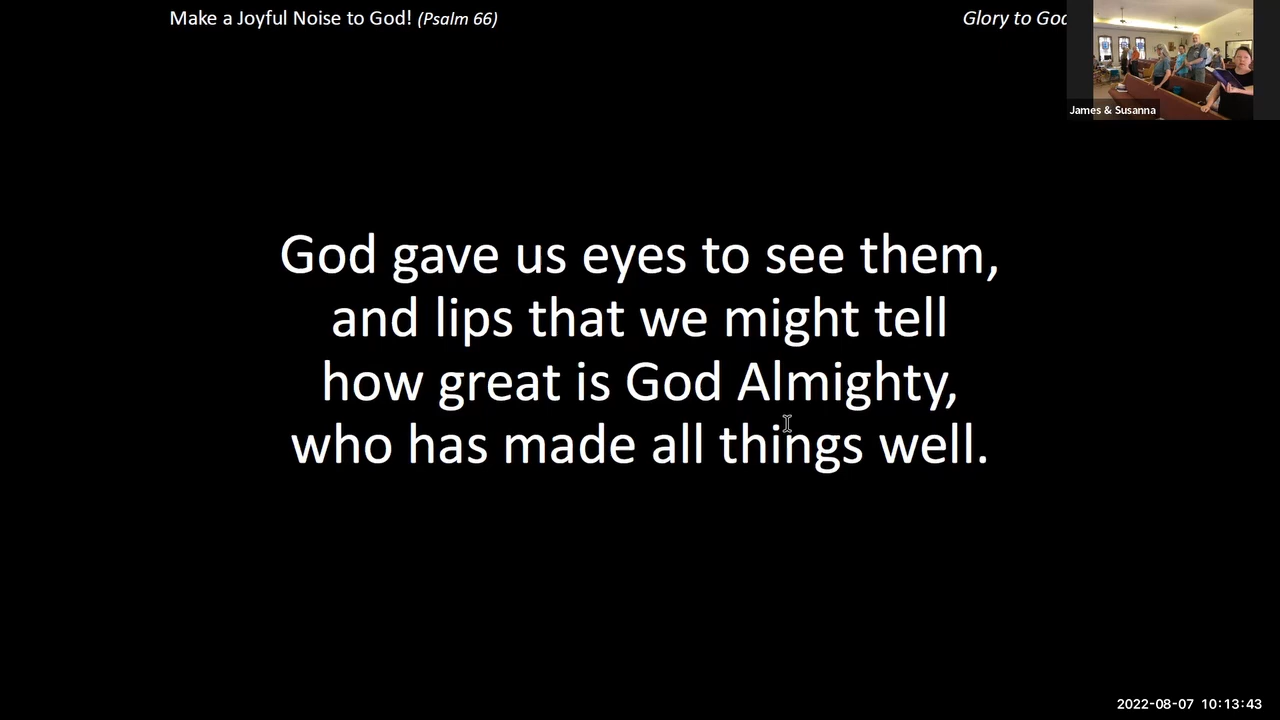 Make a Joyful Noise to God! (Psalm 66)
Glory to God
James & Susanna
God gave us eyes to see them,
and lips that we might tell
how great is God Almighty,
who has made all things well.
2022-08-07 10:13:43